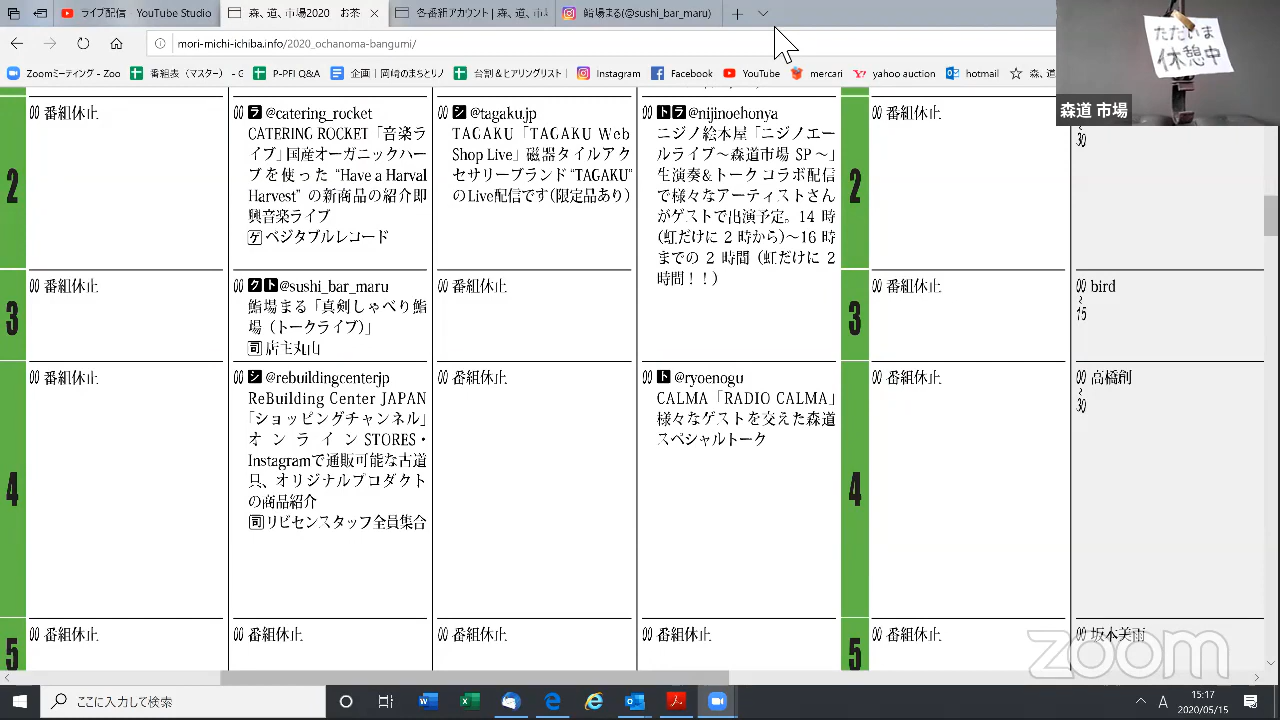 ライブ配信 - YouTube Studio
森、道、市場2020 お茶
各番組アカウント - 森、道、市
鮨場まる(@sushi_bar_maru)
mori-michi-ichiba.info/2020_ochanoma-bangumi/
Zoomミーティング - Zoo
番組表（マスター） - G
P-PFI Q&A
岡崎のまちとリノ
合創＆ヒアリングリスト
Instagram
Facebook
YouTube
mercari
yahoo auction
hotmail
森、道
ただいま
休憩中
森道 市場
2
00 番組休止
00 ラ @catering_rock
CATERING ROCKET「音楽ラ
イブ」国産オーガニックハー
ブを使った “Have a Harval
Harvest” の新商品の紹介即
興音楽ライブ
ゲ ベジタブルレコード
00 シ @tagaku.jp
TAGAKU「TAGAKU Web
Shop Live」磁器タイルアク
セサリーブランド “TAGAKU”
のLive配信です(限定品あり)
00 ト ラ @nijinoehonya
ニジノ絵本屋「ニジノエー
ルライブ～森道市場 SP ～」
生演奏&トークコラボ配信
で様々なアーティストさん
がゲストで出演予定。14 時
(虹だけに 2 時から)～16 時
までの 2 時間 (虹だけに 2
時間！！)
2
00 番組休止
30
3
00 番組休止
00 ク ト @sushi_bar_maru
鮨場まる「真剣しゃべり鮨
場（トークライブ）」
司 店主丸山
00 番組休止
3
00 番組休止
00 bird
～
15
4
00 番組休止
00 シ @rebuildingcenterjp
ReBuilding Center JAPAN
「ショッピングチャンネル」
オンラインSTORES・
Instagramで通販可能な古道
具、オリジナルプロダクト
の商品紹介
司 リビセンスタッフ全員集合
00 番組休止
00 ト @ryoenogu
CALMA「RADIO CALMA」
様々なゲストを交えた森道
スペシャルトーク
4
00 番組休止
00 高橋創
～
30
5
00 番組休止
00 番組休止
00 番組休止
00 番組休止
5
00 番組休止
00 坂本美雨
zoom
ここに入力して検索
A
15:17
2020/05/15